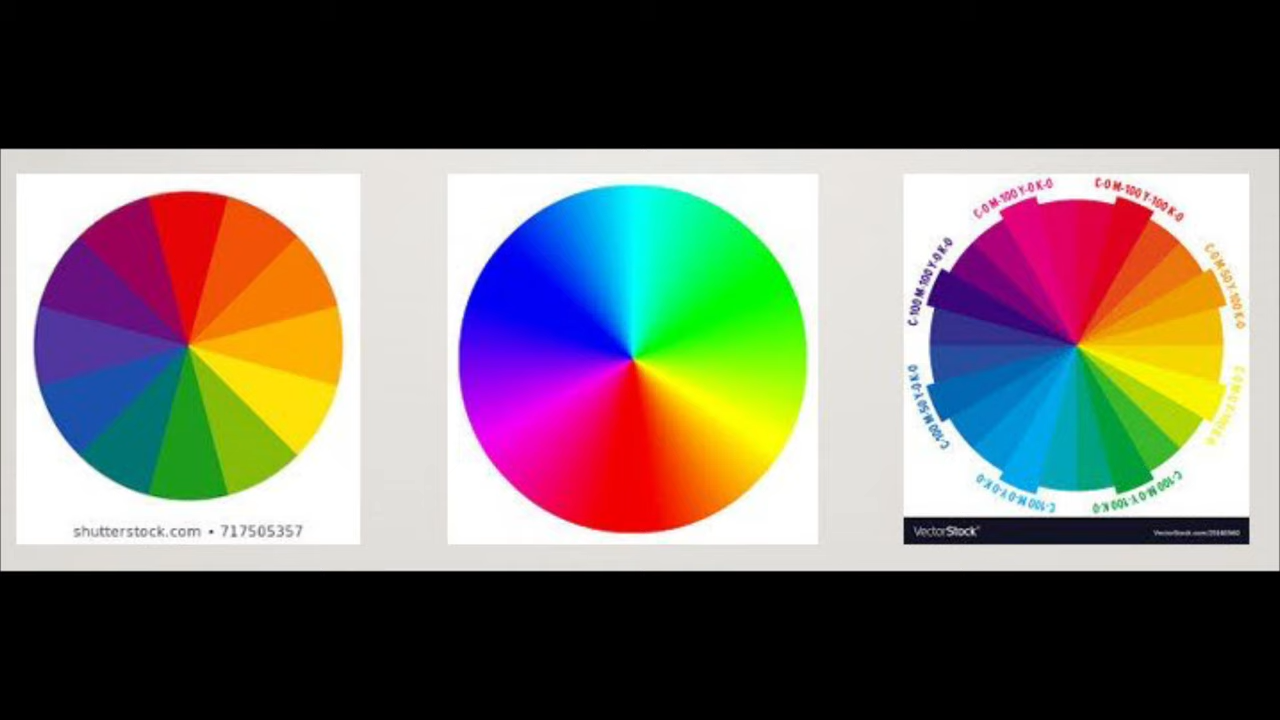 shutterstock.com • 717505357
C-0 M-100 Y-0 K-0
C-0 M-100 Y-100 K-0
C-0 M-50 Y-100 K-0
C-100 M-0 Y-100 K-0
C-100 M-0 Y-0 K-0
C-100 M-50 Y-0 K-0
C-100 M-100 Y-0 K-0
VectorStock®